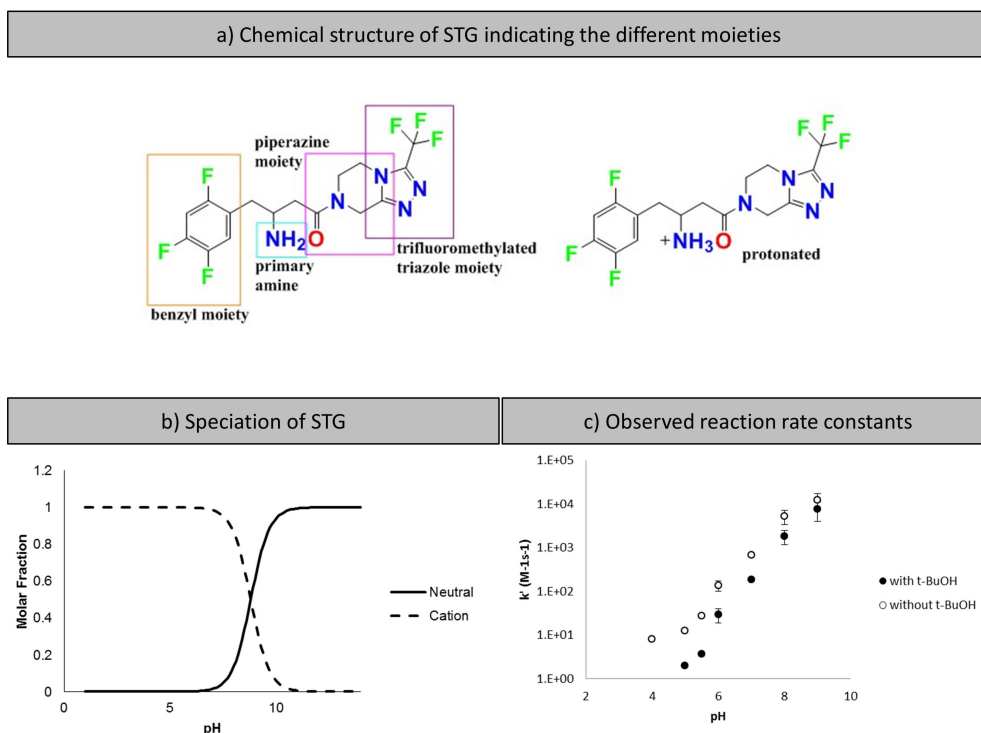 a) Chemical structure of STG indicating the different moieties
piperazine
moiety
F
F
F
N
N
N
N
F
F
F
NH2
O
primary
amine
benzyl moiety
trifluoromethylated
triazole moiety
F
F
F
N
N
N
N
F
F
F
+NH3
O
protonated
b) Speciation of STG
1.2
1
0.8
0.6
0.4
0.2
0
Molar Fraction
0
5
10
pH
Neutral
Cation
c) Observed reaction rate constants
1.E+05
1.E+04
1.E+03
1.E+02
1.E+01
1.E+00
k' (M-1s-1)
2
4
6
8
10
pH
with t-BuOH
without t-BuOH